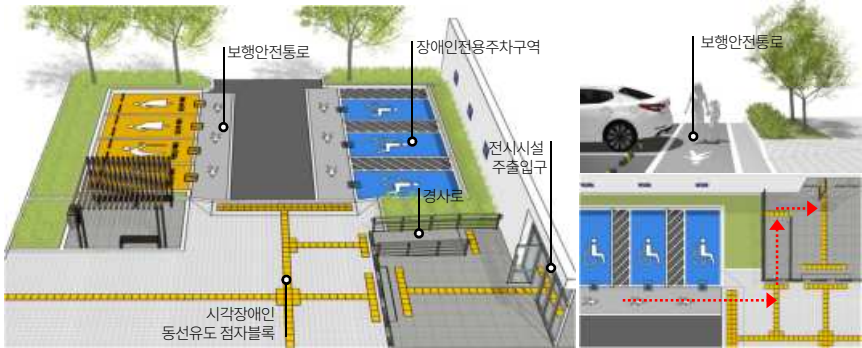 보행안전통로
장애인전용주차구역
전시시설
주출입구
경사로
시각장애인
동선유도 점자블록
보행안전통로